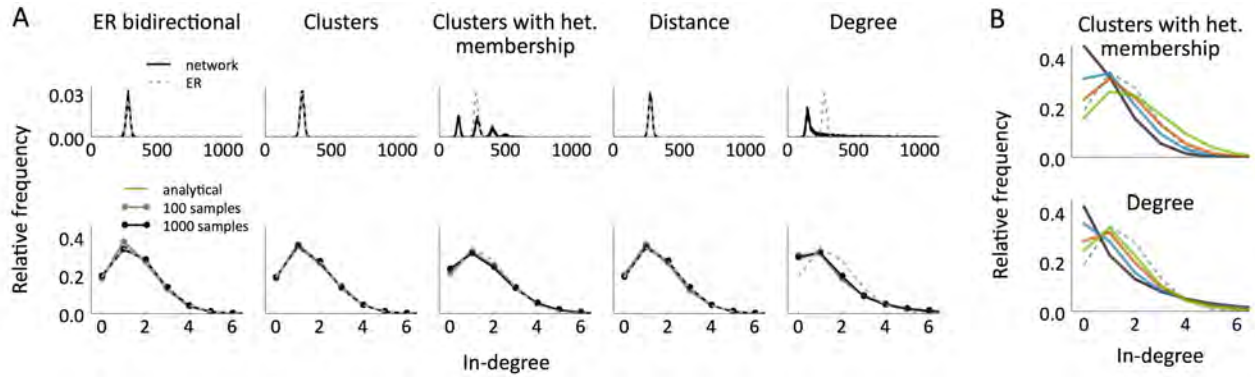 A
ER bidirectional
Clusters
Clusters with het.
membership
Distance
Degree
network
ER
Relative frequency
0.03
0.00
0 500 1000
0 500 1000
0 500 1000
0 500 1000
0 500 1000
analytical
100 samples
1000 samples
0.4
0.2
0.0
0 2 4 6
0 2 4 6
0 2 4 6
0 2 4 6
0 2 4 6
In-degree
B
Clusters with het.
membership
0.4
0.2
0.0
Relative frequency
Degree
0.4
0.2
0.0
0 2 4 6
In-degree